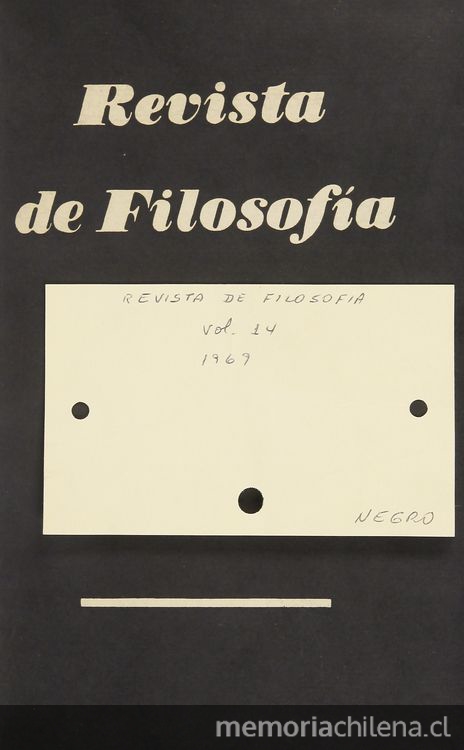 Revista
de Filosofía
REVISTA DE FILOSOFIA
Vol. 14
1969
NEGRO
memoriachilena.cl